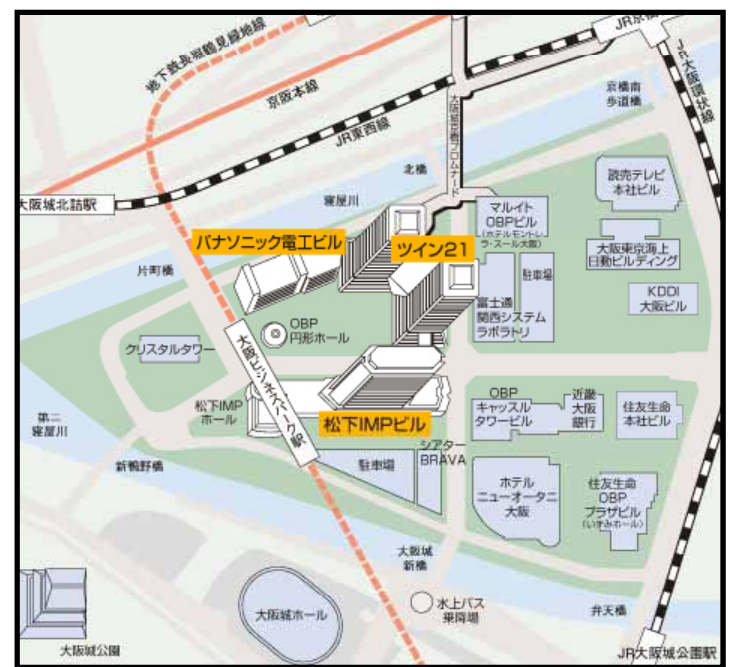 JR京橋
地下鉄長堀鶴見緑地線
京阪本線
JR東西線
JR大阪環状線
大阪城京橋プロムナード
京橋南
歩道橋
北橋
寝屋川
大阪城北詰駅
読売テレビ
本社ビル
マルイト
OBPビル
(ホテルモントレ
ラ・スール大阪)
パナソニック電工ビル
ツイン21
大阪東京海上
日動ビルディング
片町橋
駐車場
KDDI
大阪ビル
富士通
関西システム
ラボラトリ
OBP
円形ホール
クリスタルタワー
大阪ビジネスパーク駅
OBP
キャッスル
タワービル
近畿
大阪
銀行
住友生命
本社ビル
松下IMP
ホール
松下IMPビル
第二
寝屋川
新鴫野橋
シアター
BRAVA
駐車場
ホテル
ニューオータニ
大阪
住友生命
OBP
プラザビル
(いずみホール)
大阪城
新橋
水上バス
乗降場
大阪城ホール
弁天橋
大阪城公園
JR大阪城公園駅